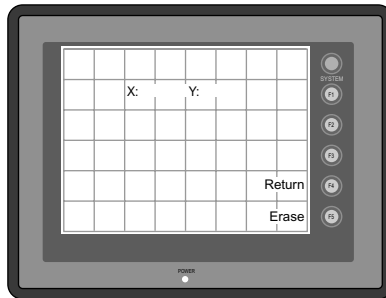 SYSTEM
X: Y:
F1
F2
F3
Return F4
Erase F5
POWER